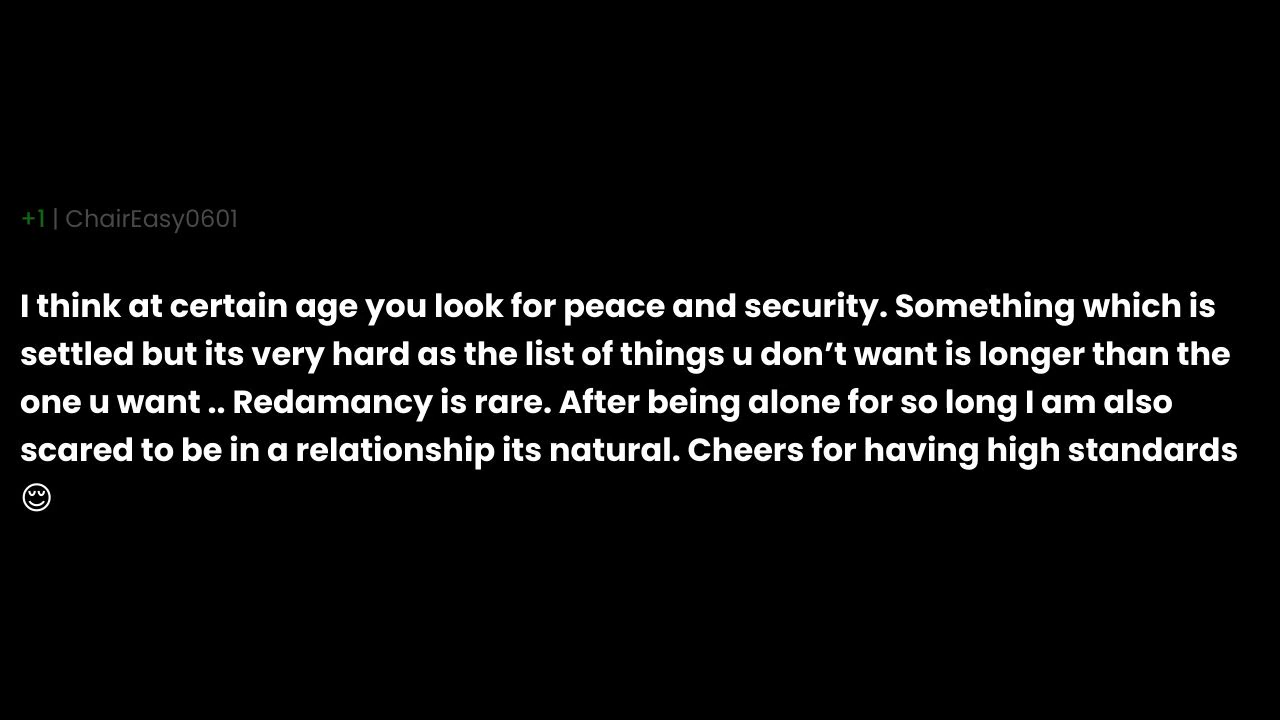 +1 | ChairEasy0601
I think at certain age you look for peace and security. Something which is
settled but its very hard as the list of things u don’t want is longer than the
one u want .. Redamancy is rare. After being alone for so long I am also
scared to be in a relationship its natural. Cheers for having high standards
😌